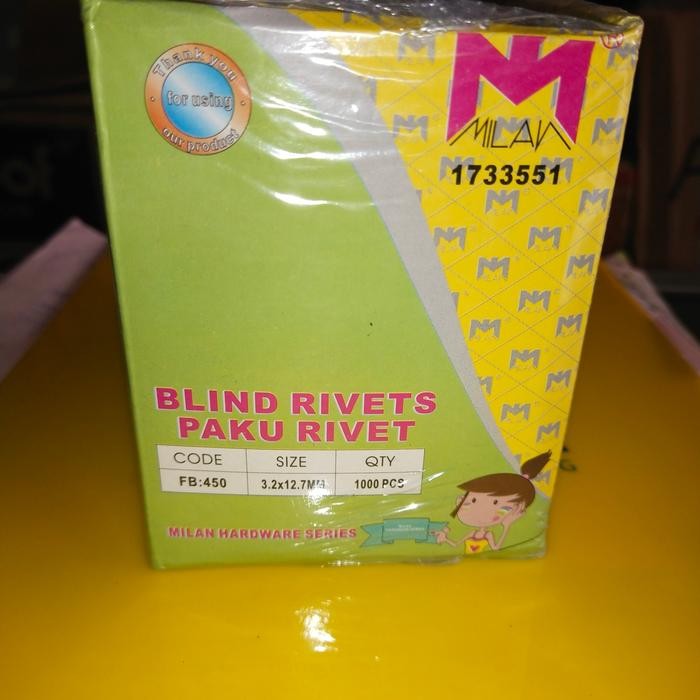 Thank you
for using
our product
MILAN
®
1733551
BLIND RIVETS
PAKU RIVET
CODE SIZE QTY
FB:450 3.2x12.7MM 1000 PCS
MILAN HARDWARE SERIES